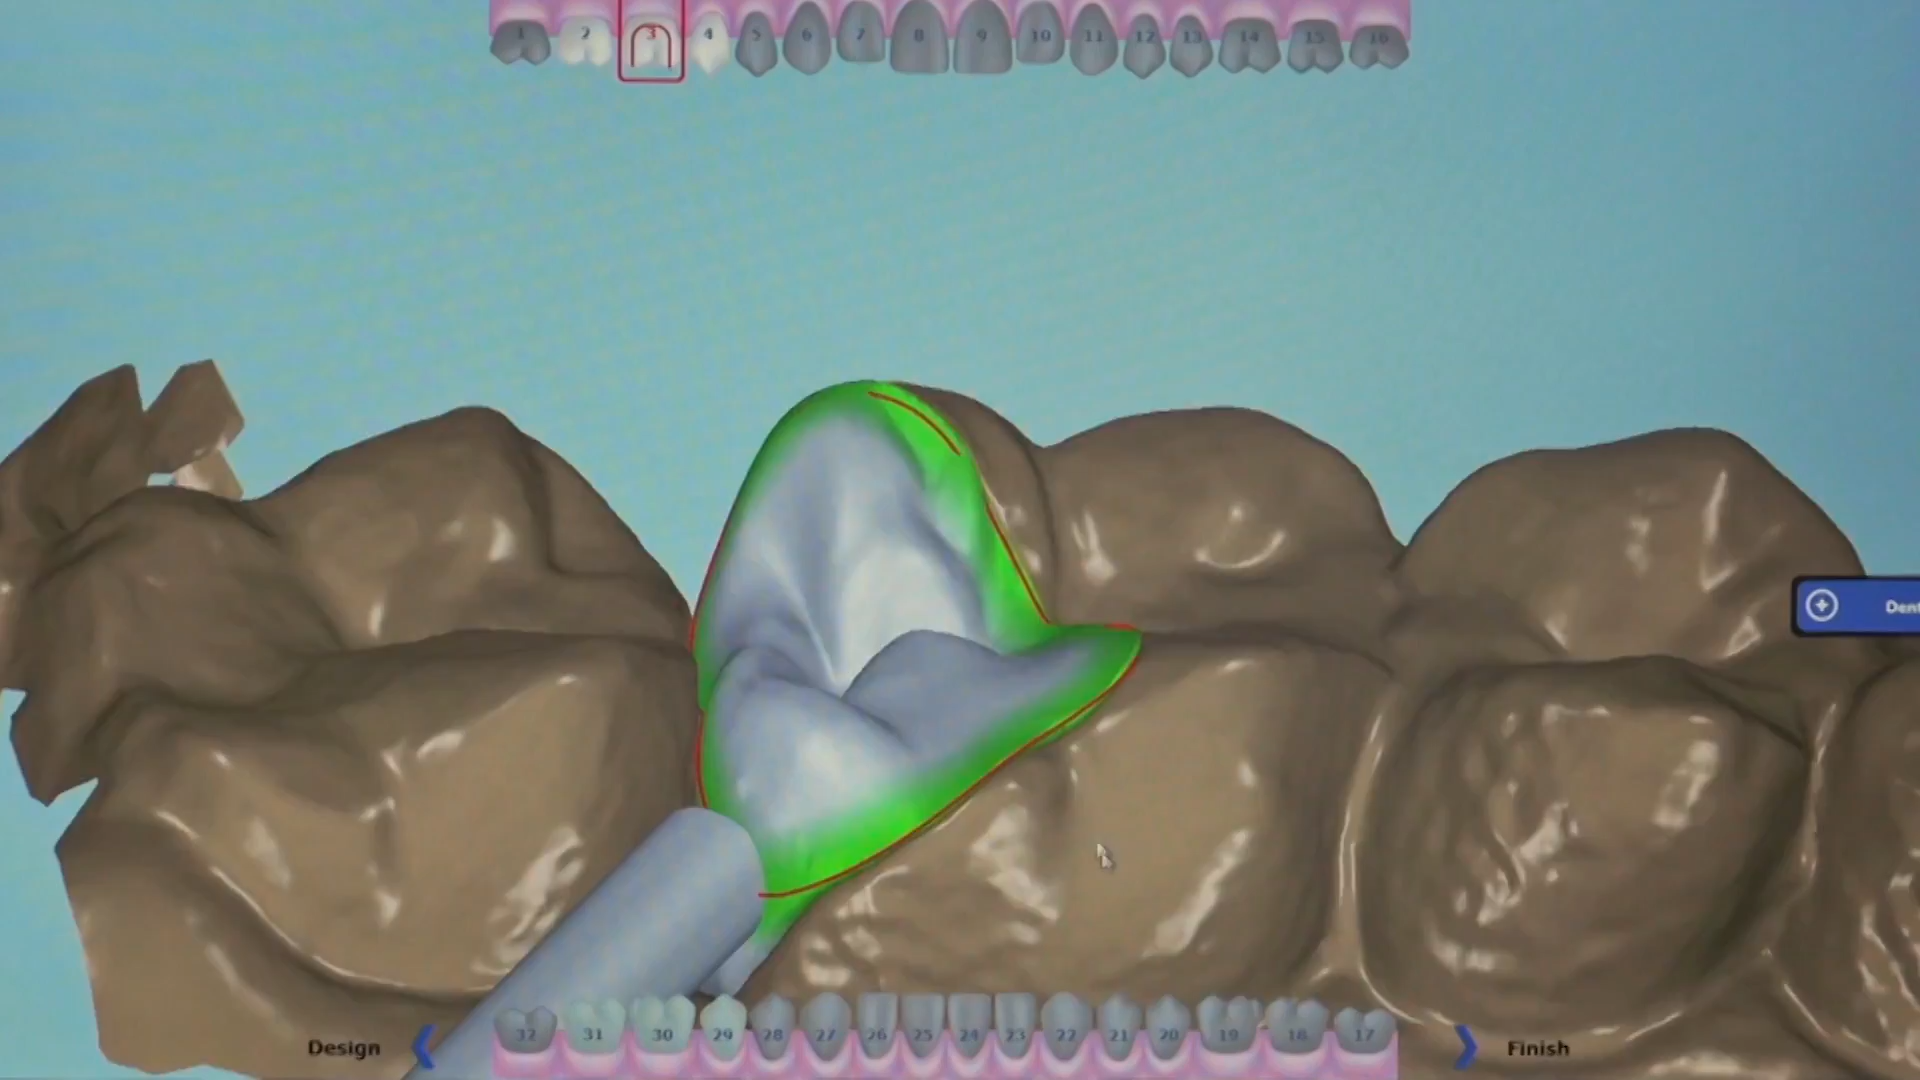 1 2 3 4 5 6 7 8 9 10 11 12 13 14 15 16
Dent
32 31 30 29 28 27 26 25 24 23 22 21 20 19 18 17
Design
Finish